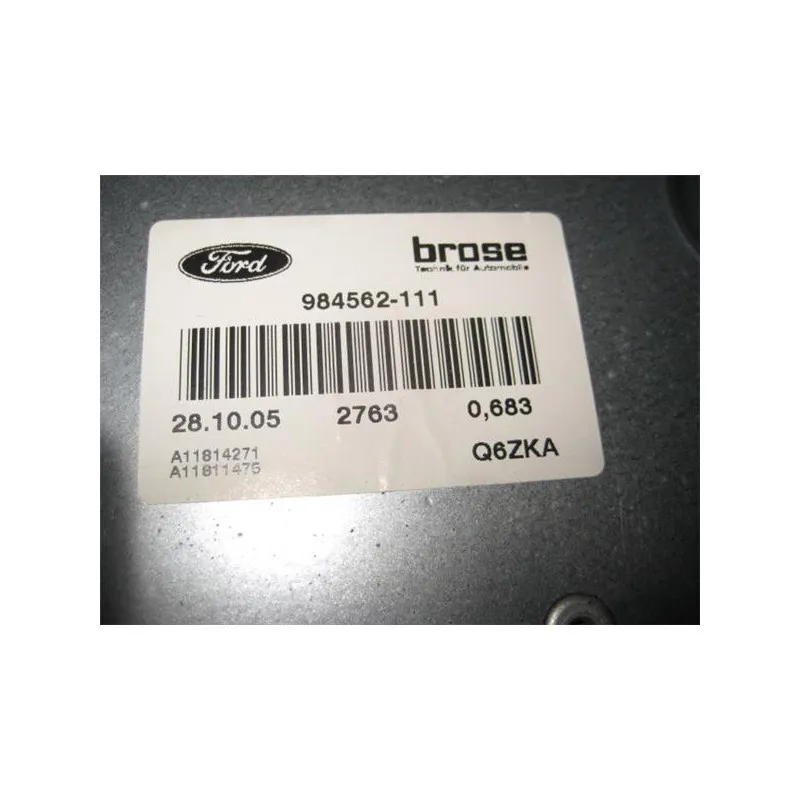 Ford brose
Technik für Automobile
984562-111
28.10.05 2763 0,683
A11814271 Q6ZKA
A11811475